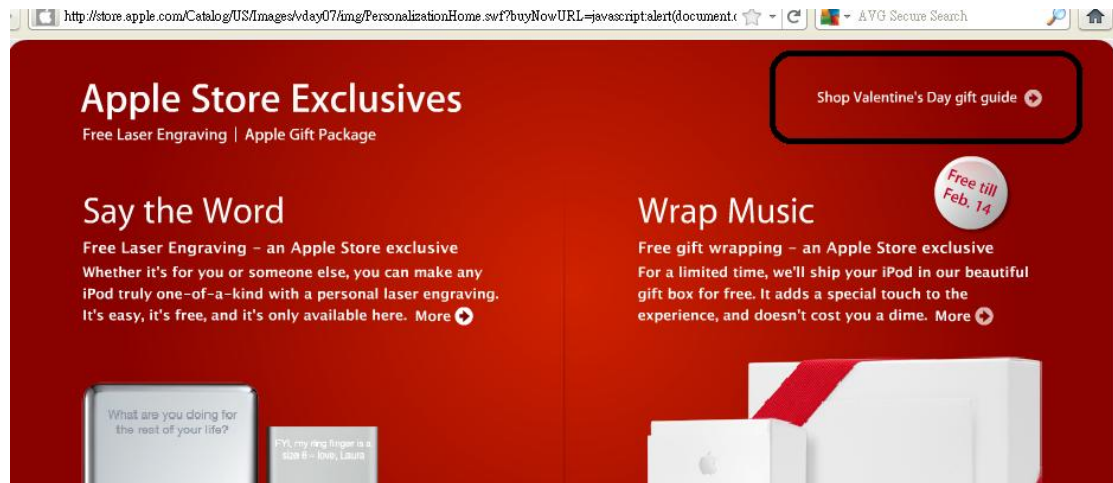 http://store.apple.com/Catalog/US/Images/vday07/img/PersonalizationHome.swf?buyNowURL=javascript:alert(document.c
AVG Secure Search
Apple Store Exclusives
Free Laser Engraving | Apple Gift Package
Shop Valentine's Day gift guide
Say the Word
Free Laser Engraving – an Apple Store exclusive
Whether it's for you or someone else, you can make any
iPod truly one-of-a-kind with a personal laser engraving.
It's easy, it's free, and it's only available here. More
Free till
Feb. 14
Wrap Music
Free gift wrapping – an Apple Store exclusive
For a limited time, we'll ship your iPod in our beautiful
gift box for free. It adds a special touch to the
experience, and doesn't cost you a dime. More
What are you doing for
the rest of your life?
FYI, my ring finger is a
size 6 – love, Laura